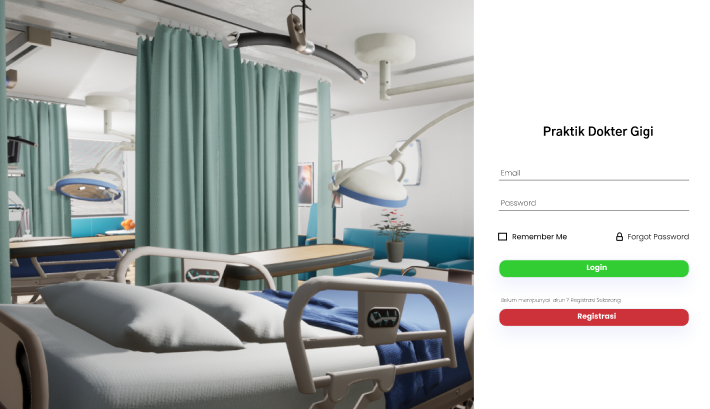 Praktik Dokter Gigi
Email
Password
Remember Me
Forgot Password
Login
Belum mempunyai akun ? Registrasi Sekarang
Registrasi